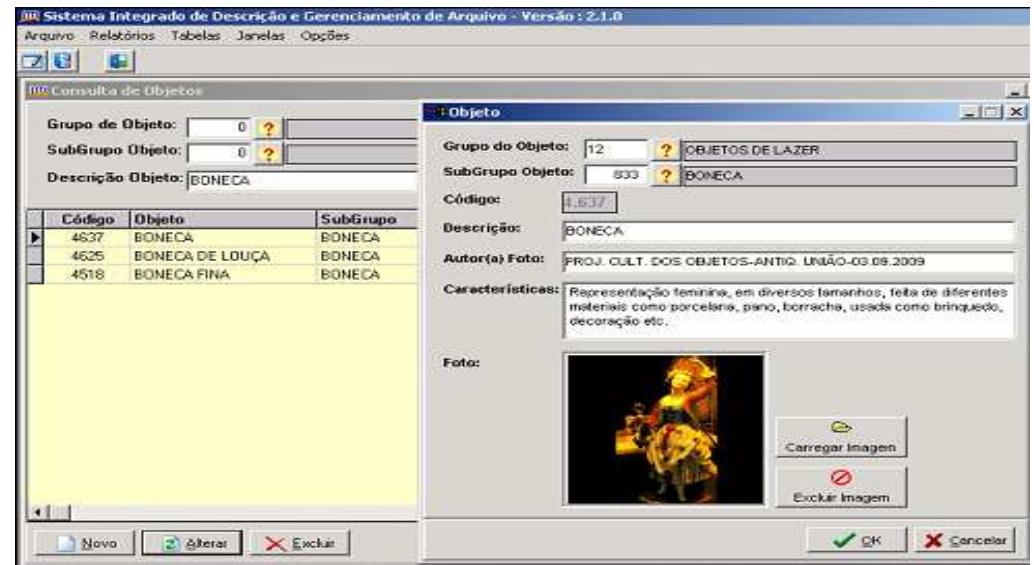 Sistema Integrado de Descrição e Gerenciamento de Arquivo - Versão : 2.1.0
Arquivo Relatórios Tabelas Janelas Opções
Consulta de Objetos
Grupo de Objeto: 0 ?
SubGrupo Objeto: 0 ?
Descrição Objeto: BONECA
Código Objeto SubGrupo
4637 BONECA BONECA
4625 BONECA DE LOUÇA BONECA
4518 BONECA FINA BONECA
Novo Alterar Excluir
Objeto
Grupo do Objeto: 12 ? OBJETOS DE LAZER
SubGrupo Objeto: 833 ? BONECA
Código: 4.637
Descrição: BONECA
Autor(a) Foto: PROJ. CULT. DOS OBJETOS-ANTIQ. UNIÃO-03.09.2009
Características: Representação feminina, em diversos tamanhos, feita de diferentes
materiais como porcelana, pano, borracha, usada como brinquedo,
decoração etc.
Foto:
Carregar Imagem
Excluir Imagem
OK Cancelar